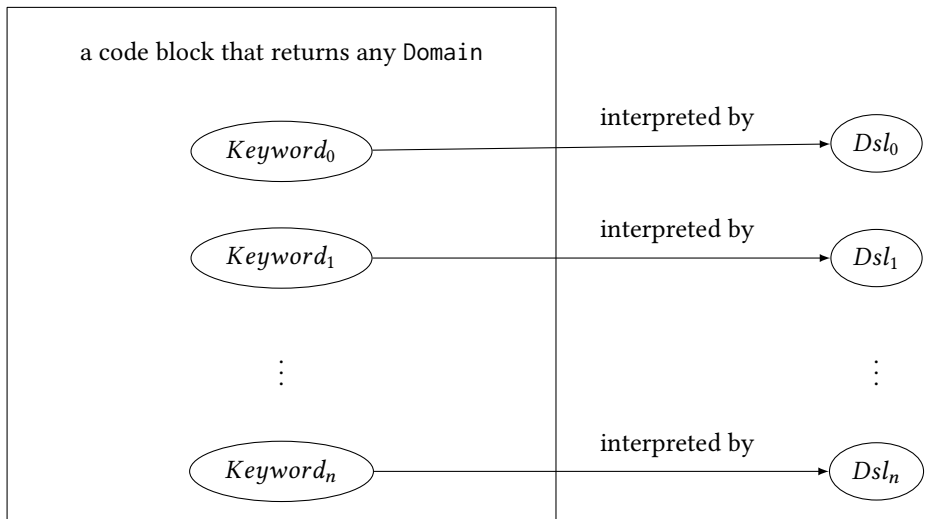 a code block that returns any Domain
interpreted by
Keyword₀ Dsl₀
interpreted by
Keyword₁ Dsl₁
⋮ ⋮
interpreted by
Keywordₙ Dslₙ